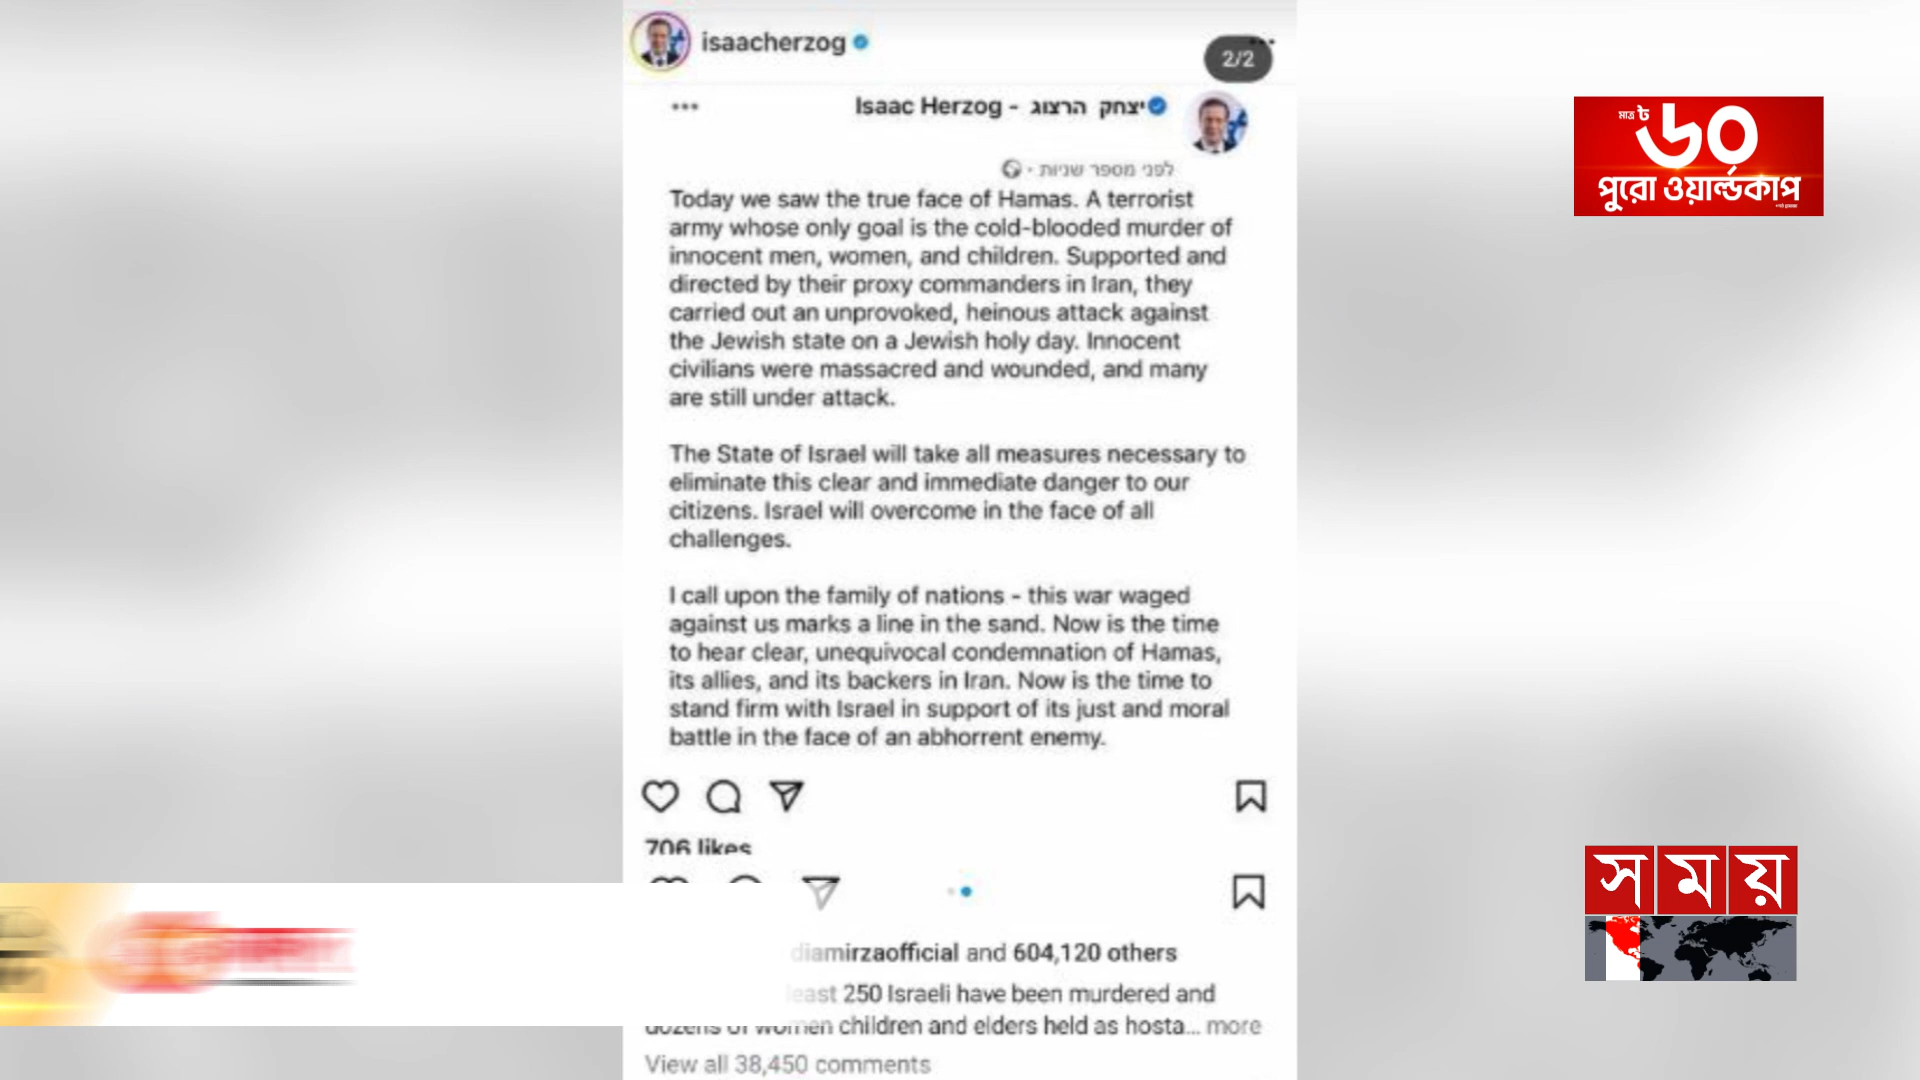 isaacherzog
2/2
Isaac Herzog - יצחק הרצוג
לפני מספר שניות
Today we saw the true face of Hamas. A terrorist
army whose only goal is the cold-blooded murder of
innocent men, women, and children. Supported and
directed by their proxy commanders in Iran, they
carried out an unprovoked, heinous attack against
the Jewish state on a Jewish holy day. Innocent
civilians were massacred and wounded, and many
are still under attack.
The State of Israel will take all measures necessary to
eliminate this clear and immediate danger to our
citizens. Israel will overcome in the face of all
challenges.
I call upon the family of nations - this war waged
against us marks a line in the sand. Now is the time
to hear clear, unequivocal condemnation of Hamas,
its allies, and its backers in Iran. Now is the time to
stand firm with Israel in support of its just and moral
battle in the face of an abhorrent enemy.
706 likes
diamirzaofficial and 604,120 others
least 250 Israeli have been murdered and
dozens of women children and elders held as hosta... more
View all 38,450 comments
মাত্র ৳ ৬০
পুরো ওয়ার্ল্ডকাপ
সময়